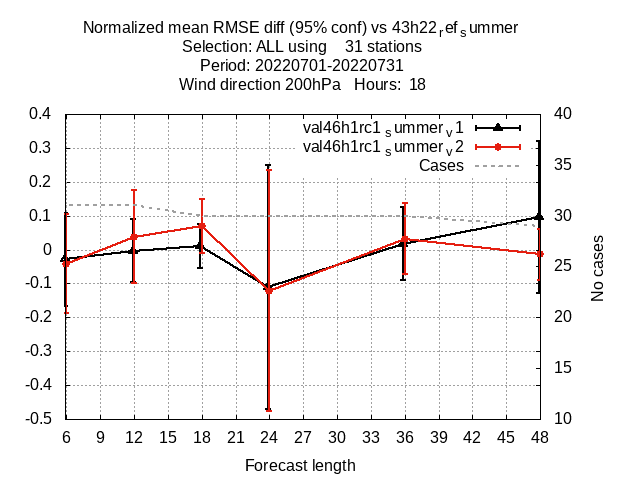 Normalized mean RMSE diff (95% conf) vs 43h22refsummer
Selection: ALL using 31 stations
Period: 20220701-20220731
Wind direction 200hPa Hours: 18
val46h1rc1summerv1
val46h1rc1summerv2
Cases
0.4
0.3
0.2
0.1
0
-0.1
-0.2
-0.3
-0.4
-0.5
40
35
30
25
20
15
10
No cases
6 9 12 15 18 21 24 27 30 33 36 39 42 45 48
Forecast length